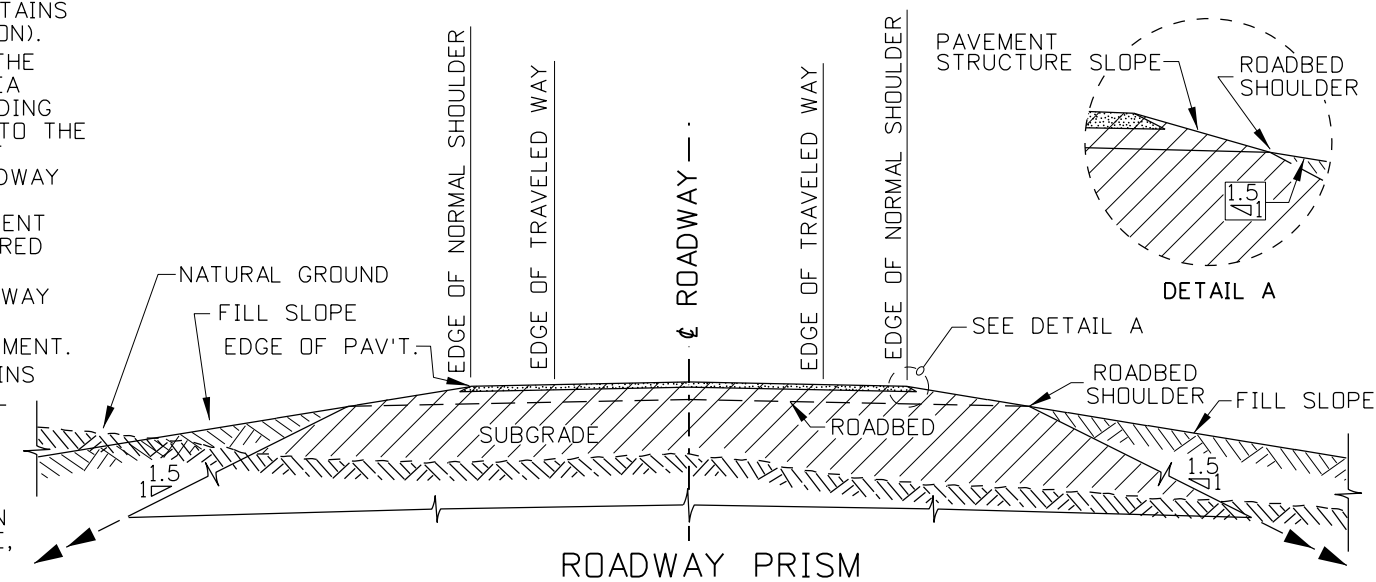 TAINS
ON).
THE
EA
DING
TO THE
DWAY
ENT
RED
WAY
MENT.
INS
N
E,
EDGE OF NORMAL SHOULDER
EDGE OF TRAVELED WAY
℄ ROADWAY
EDGE OF TRAVELED WAY
EDGE OF NORMAL SHOULDER
PAVEMENT
STRUCTURE SLOPE
ROADBED
SHOULDER
1.5
1
DETAIL A
NATURAL GROUND
FILL SLOPE
EDGE OF PAV'T.
SEE DETAIL A
ROADBED
SHOULDER
FILL SLOPE
ROADBED
SUBGRADE
1.5
1
1.5
1
ROADWAY PRISM